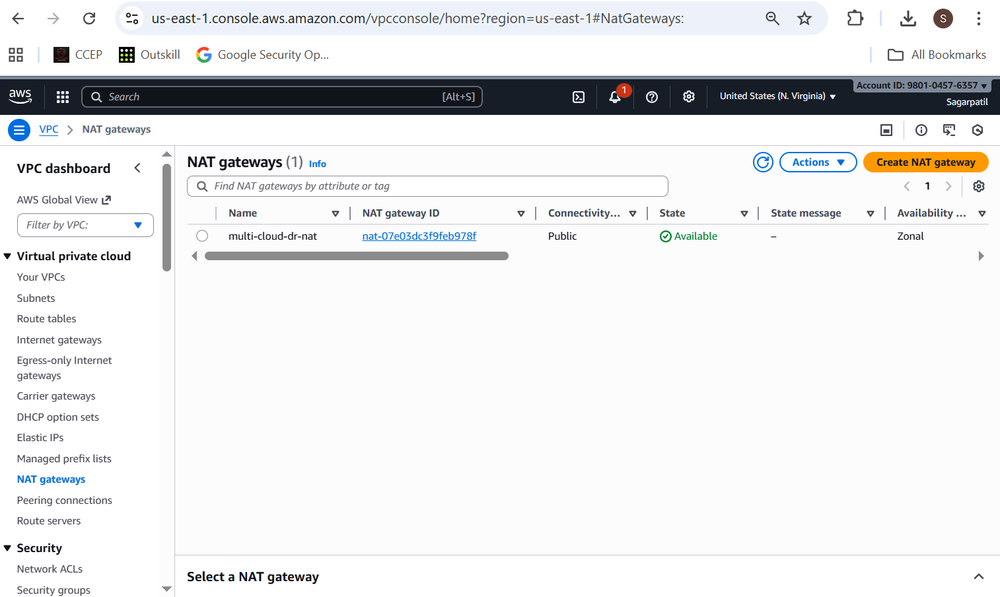 us-east-1.console.aws.amazon.com/vpcconsole/home?region=us-east-1#NatGateways:
S
CCEP
Outskill
Google Security Op...
All Bookmarks
aws
Search
[Alt+S]
1
United States (N. Virginia)
Account ID: 9801-0457-6357
Sagarpatil
VPC
NAT gateways
VPC dashboard
AWS Global View
Filter by VPC:
Virtual private cloud
Your VPCs
Subnets
Route tables
Internet gateways
Egress-only Internet
gateways
Carrier gateways
DHCP option sets
Elastic IPs
Managed prefix lists
NAT gateways
Peering connections
Route servers
Security
Network ACLs
Security groups
NAT gateways (1) Info
Actions
Create NAT gateway
Find NAT gateways by attribute or tag
1
Name NAT gateway ID Connectivity... State State message Availability ...
multi-cloud-dr-nat nat-07e03dc3f9feb978f Public Available – Zonal
Select a NAT gateway